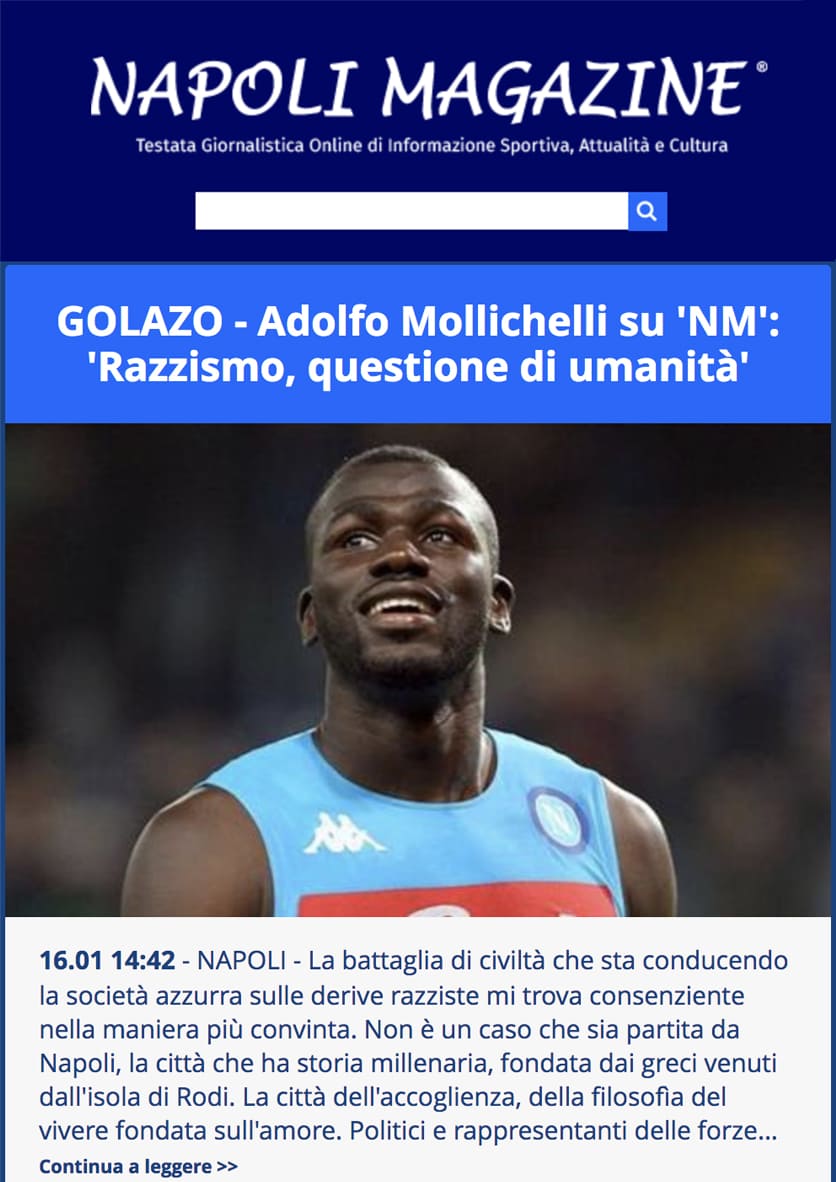 NAPOLI MAGAZINE®
Testata Giornalistica Online di Informazione Sportiva, Attualità e Cultura
GOLAZO - Adolfo Mollichelli su 'NM':
'Razzismo, questione di umanità'
N
16.01 14:42 - NAPOLI - La battaglia di civiltà che sta conducendo
la società azzurra sulle derive razziste mi trova consenziente
nella maniera più convinta. Non è un caso che sia partita da
Napoli, la città che ha storia millenaria, fondata dai greci venuti
dall'isola di Rodi. La città dell'accoglienza, della filosofia del
vivere fondata sull'amore. Politici e rappresentanti delle forze...
Continua a leggere >>